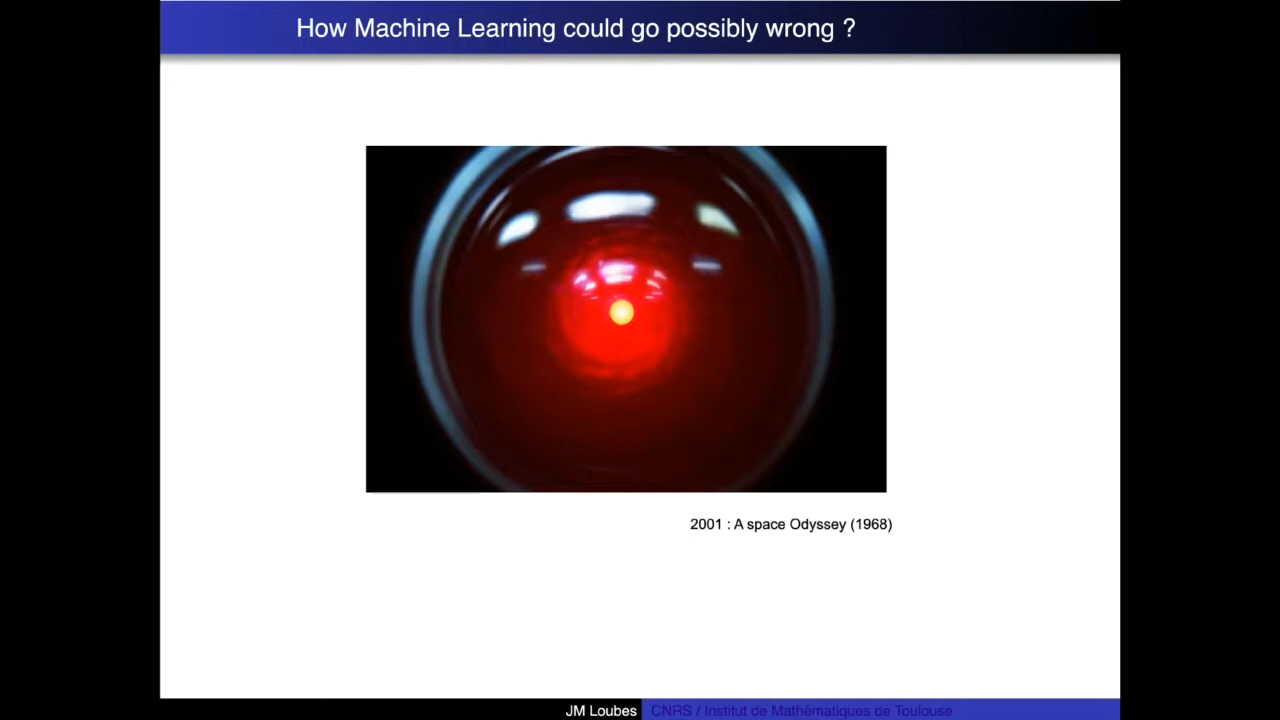 How Machine Learning could go possibly wrong ?
2001 : A space Odyssey (1968)
JM Loubes CNRS / Institut de Mathématiques de Toulouse